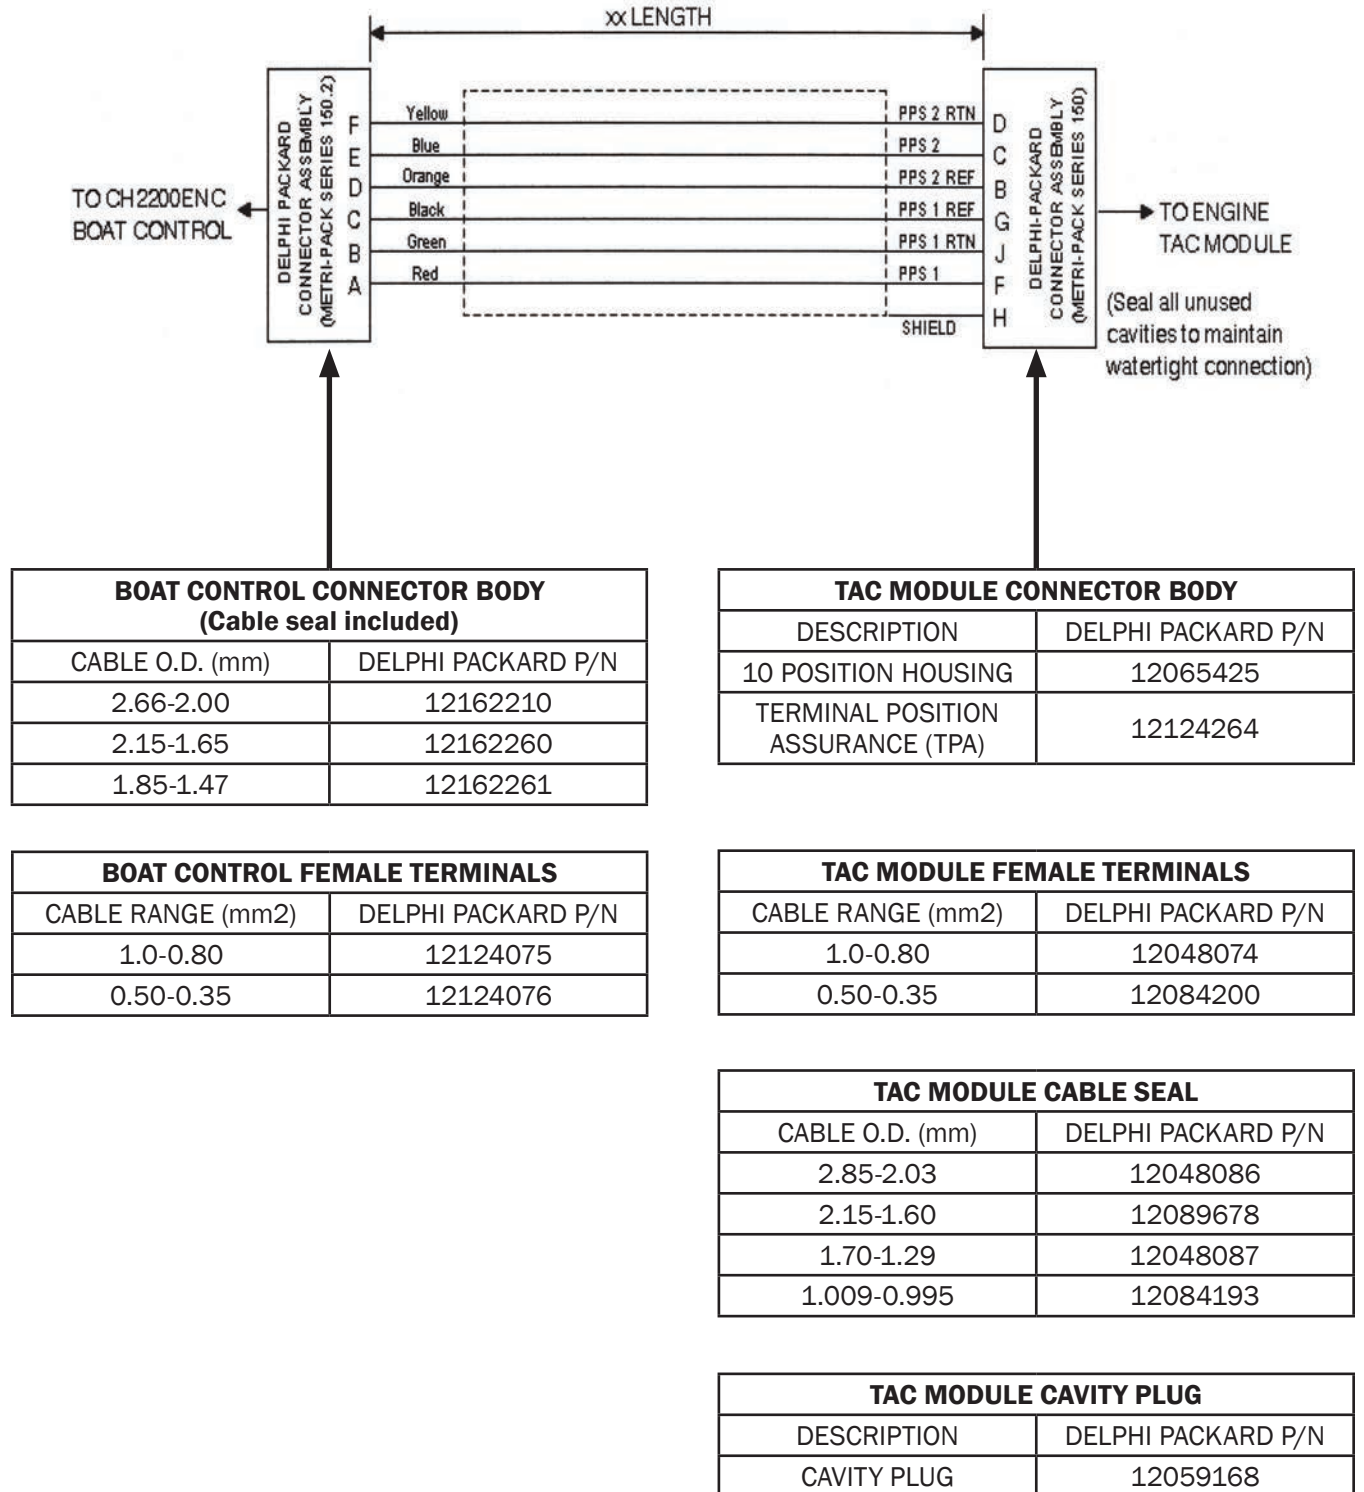 xx LENGTH
DELPHI PACKARD
CONNECTOR ASSEMBLY
(METRI-PACK SERIES 150.2)
F Yellow PPS 2 RTN D
E Blue PPS 2 C
D Orange PPS 2 REF B
C Black PPS 1 REF G
B Green PPS 1 RTN J
A Red PPS 1 F
SHIELD H
DELPHI-PACKARD
CONNECTOR ASSEMBLY
(METRI-PACK SERIES 150)
TO CH2200ENC
BOAT CONTROL
TO ENGINE
TAC MODULE
(Seal all unused
cavities to maintain
watertight connection)
BOAT CONTROL CONNECTOR BODY
(Cable seal included)
CABLE O.D. (mm) DELPHI PACKARD P/N
2.66-2.00 12162210
2.15-1.65 12162260
1.85-1.47 12162261
TAC MODULE CONNECTOR BODY
DESCRIPTION DELPHI PACKARD P/N
10 POSITION HOUSING 12065425
TERMINAL POSITION
ASSURANCE (TPA) 12124264
BOAT CONTROL FEMALE TERMINALS
CABLE RANGE (mm2) DELPHI PACKARD P/N
1.0-0.80 12124075
0.50-0.35 12124076
TAC MODULE FEMALE TERMINALS
CABLE RANGE (mm2) DELPHI PACKARD P/N
1.0-0.80 12048074
0.50-0.35 12084200
TAC MODULE CABLE SEAL
CABLE O.D. (mm) DELPHI PACKARD P/N
2.85-2.03 12048086
2.15-1.60 12089678
1.70-1.29 12048087
1.009-0.995 12084193
TAC MODULE CAVITY PLUG
DESCRIPTION DELPHI PACKARD P/N
CAVITY PLUG 12059168